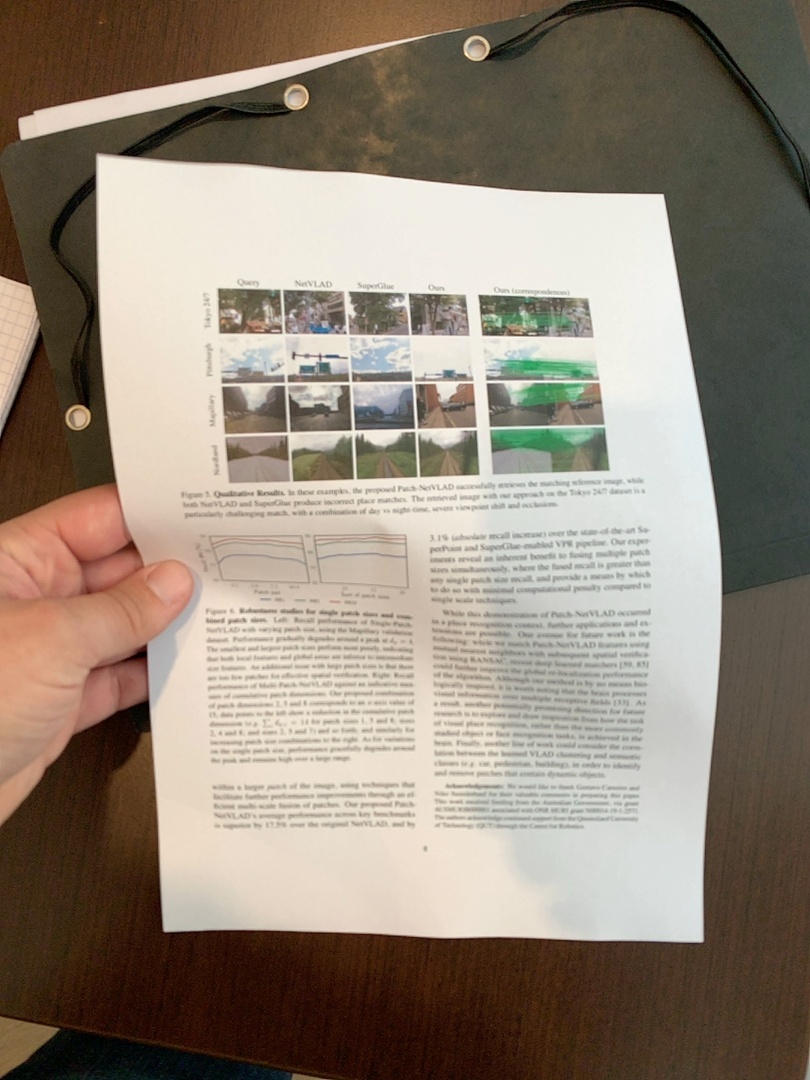 Query NetVLAD SuperGlue Ours Ours (correspondences)
Tokyo 24/7
Pittsburgh
Mapillary
Nordland
Figure 5. Qualitative Results. In these examples, the proposed Patch-NetVLAD successfully retrieves the matching reference image, while
both NetVLAD and SuperGlue produce incorrect place matches. The retrieved image with our approach on the Tokyo 24/7 dataset is a
particularly challenging match, with a combination of day vs night-time, severe viewpoint shift and occlusions.
Patch size
Sum of patch sizes
Figure 6. Robustness studies for single patch sizes and com-
bined patch sizes. Left: Recall performance of Single-Patch-
NetVLAD with varying patch size, using the Mapillary validation
dataset. Performance gradually degrades around a peak at
The smallest and largest patch sizes perform most poorly, indicating
that both local features and global areas are inferior to intermediate
size features. An additional issue with large patch sizes is that there
are too few patches for effective spatial verification. Right: Recall
performance of Multi-Patch-NetVLAD against an indicative mea-
sure of cumulative patch dimensions. Our proposed combination
of patch dimensions 2, 5 and 8 corresponds to an x-axis value of
15; data points to the left show a reduction in the cumulative patch
dimension (e.g. = 14 for patch sizes 1, 5 and 8; sizes
2, 4 and 8; and sizes 2, 5 and 7) and so forth, and similarly for
increasing patch size combinations to the right. As for variations
on the single patch size, performance gracefully degrades around
the peak and remains high over a large range.
within a larger patch of the image, using techniques that
facilitate further performance improvements through an ef-
ficient multi-scale fusion of patches. Our proposed Patch-
NetVLAD's average performance across key benchmarks
is superior by 17.5% over the original NetVLAD, and by
3.1% (absolute recall increase) over the state-of-the-art Su-
perPoint and SuperGlue-enabled VPR pipeline. Our exper-
iments reveal an inherent benefit to fusing multiple patch
sizes simultaneously, where the fused recall is greater than
any single patch size recall, and provide a means by which
to do so with minimal computational penalty compared to
single scale techniques.
While this demonstration of Patch-NetVLAD occurred
in a place recognition context, further applications and ex-
tensions are possible. One avenue for future work is the
following: while we match Patch-NetVLAD features using
mutual nearest neighbors with subsequent spatial verifica-
tion using RANSAC, recent deep learned matchers [59, 83]
could further improve the global re-localization performance
of the algorithm. Although our method is by no means bio-
logically inspired, it is worth noting that the brain processes
visual information over multiple receptive fields [33]. As
a result, another potentially promising direction for future
research is to explore and draw inspiration from how the task
of visual place recognition, rather than the more commonly
studied object or face recognition tasks, is achieved in the
brain. Finally, another line of work could consider the corre-
lation between the learned VLAD clustering and semantic
classes (e.g. car, pedestrian, building), in order to identify
and remove patches that contain dynamic objects.
Acknowledgements: We would like to thank Gustavo Carneiro and
Niko Suenderhauf for their valuable comments in preparing this paper.
This work received funding from the Australian Government, via grant
associated with ONR MURI grant
The authors acknowledge continued support from the Queensland University
of Technology (QUT) through the Centre for Robotics.
8